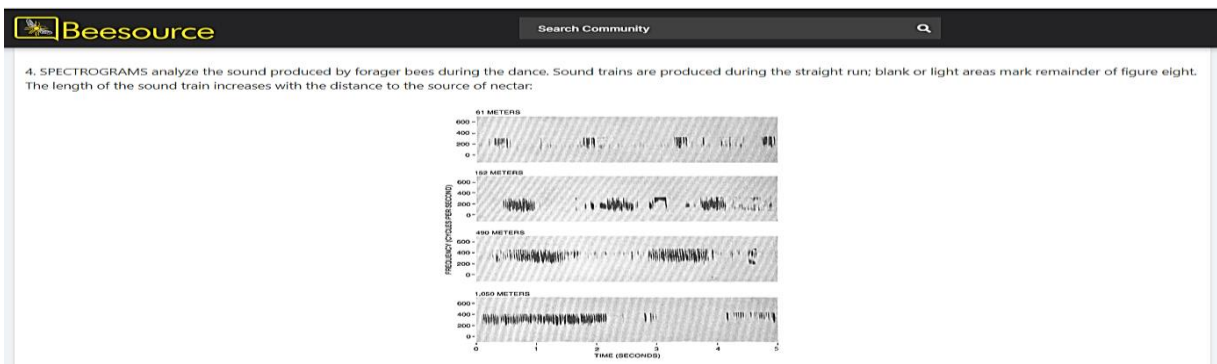 Beesource
Search Community
4. SPECTROGRAMS analyze the sound produced by forager bees during the dance. Sound trains are produced during the straight run; blank or light areas mark remainder of figure eight.
The length of the sound train increases with the distance to the source of nectar:
61 METERS
600
400
200
0
152 METERS
600
400
200
0
490 METERS
600
400
200
0
1,050 METERS
600
400
200
0
FREQUENCY (CYCLES PER SECOND)
0 1 2 3 4 5
TIME (SECONDS)